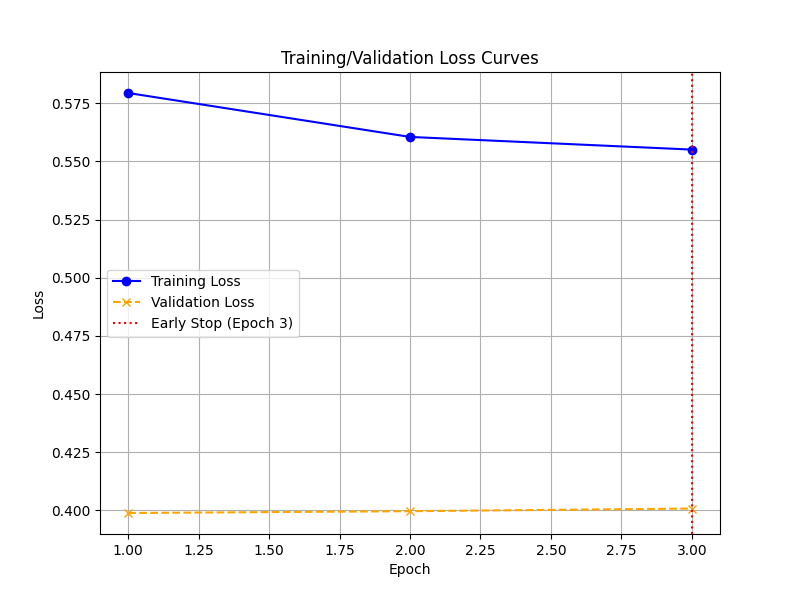 Training/Validation Loss Curves
0.575
0.550
0.525
0.500
0.475
0.450
0.425
0.400
Loss
Training Loss
Validation Loss
Early Stop (Epoch 3)
1.00 1.25 1.50 1.75 2.00 2.25 2.50 2.75 3.00
Epoch